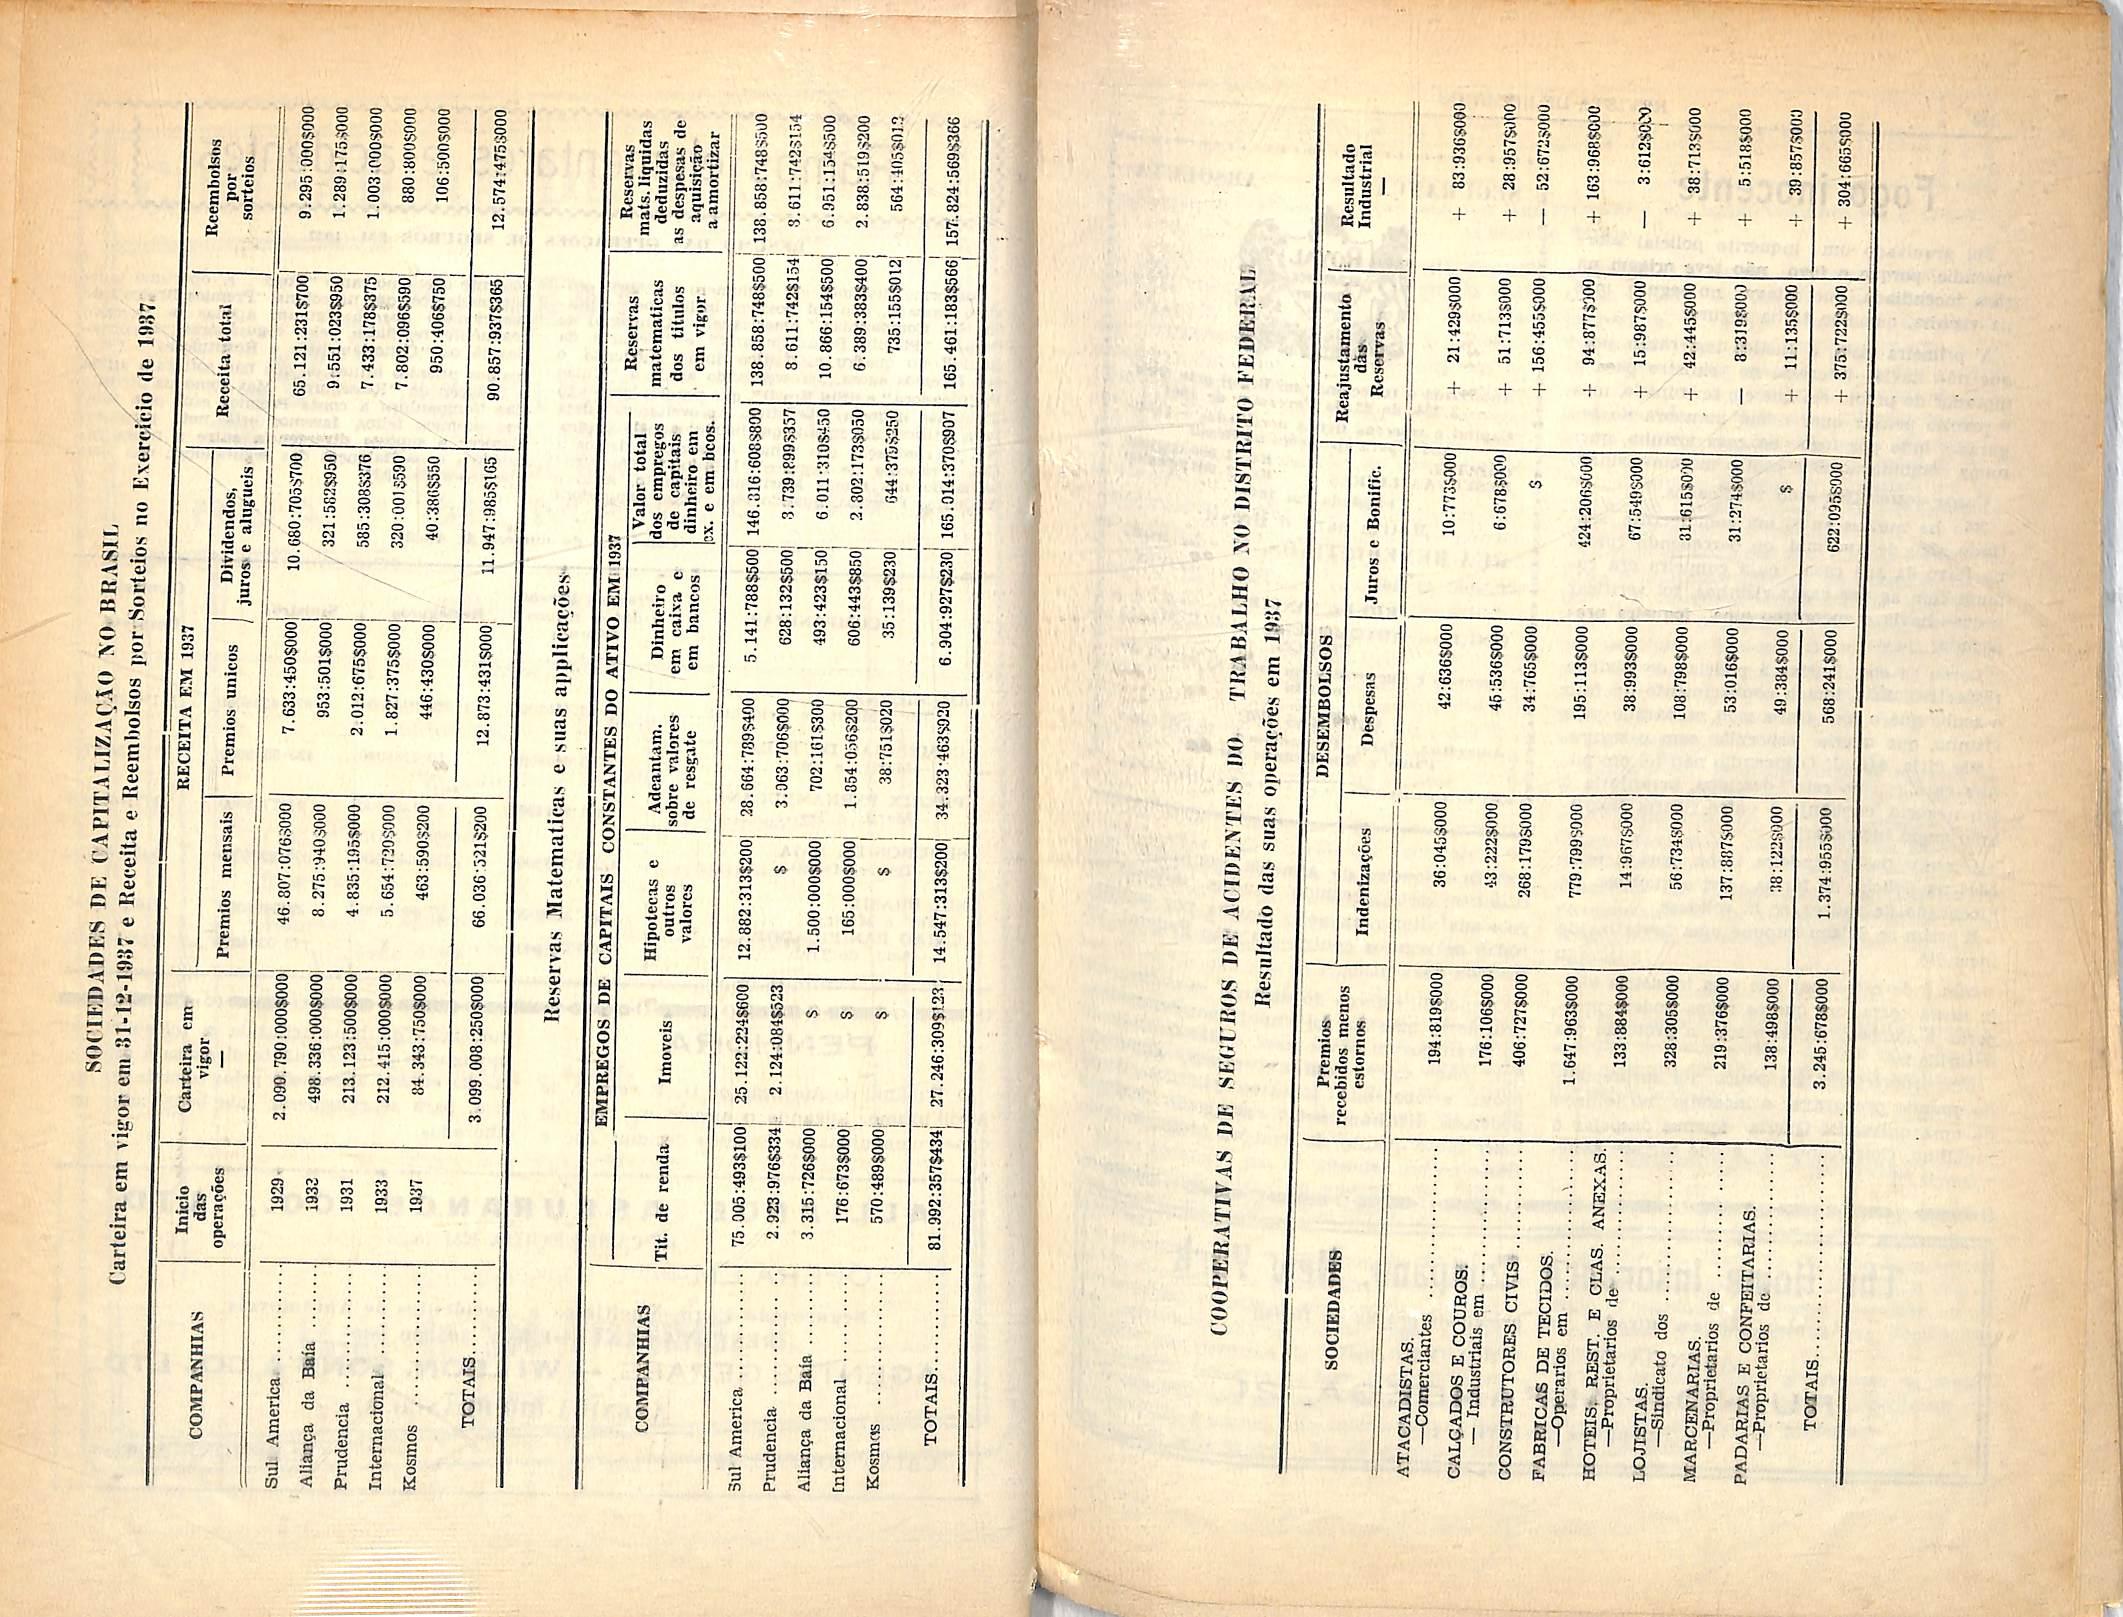 SOCIEDADES DE CAPITALIZAÇÃO NO BRASIL
Carteira em vigor em 31-12-1937 e Receita e Reembolsos por Sorteios no Exercicio de 1937.
COMPANHIAS | Inicio das operações | Carteira em vigor — | RECEITA EM 1937: Premios mensais | Premios unicos | Dividendos, juros e alugueis | Receita total | Reembolsos por sorteios
Sul America | 1929 | 2.090.790:000$000 | 46.807:076$000 | 7.633:450$000 | 10.680:705$700 | 65.121:231$700 | 9.295:000$000
Aliança da Baía | 1932 | 498.336:000$000 | 8.275:940$000 | 953:501$000 | 321:582$950 | 9:551:023$950 | 1.289:175$000
Prudencia | 1931 | 213.123:500$000 | 4.835:195$000 | 2.012:675$000 | 585:308$376 | 7.433:178$375 | 1.003:000$000
Internacional | 1933 | 212.415:000$000 | 5.654:720$000 | 1.827:375$000 | 320:001$590 | 7.802:096$590 | 880:800$000
Kosmos | 1937 | 84.343:750$000 | 463:590$200 | 446:430$000 | 40:386$550 | 950:406$750 | 106:500$000
TOTAIS | 3.099.008:250$000 | 66.036:521$200 | 12.873:431$000 | 11.947:985$165 | 90.857:937$365 | 12.574:475$000
Reservas Matematicas e suas applicações
COMPANHIAS | EMPREGOS DE CAPITAIS CONSTANTES DO ATIVO EM 1937: Tit. de renda | Imoveis | Hipotecas e outros valores | Adeantam. sobre valores de resgate | Dinheiro em caixa e em bancos | Valor total dos empregos de capitais dinheiro em cx. e em bcos. | Reservas matematicas dos titulos em vigor | Reservas mats. liquidas deduzidas as despesas de aquisição a amortizar
Sul America | 75.005:493$100 | 25.122:224$600 | 12.882:313$200 | 28.664:789$400 | 5.141:788$500 | 146.816:608$800 | 138.858:748$500 | 138.858:748$500
Prudencia | 2.923:976$334 | 2.124:084$523 | $ | 3:063:706$000 | 628:132$500 | 8.739:899$357 | 8.611:742$154 | 8.611:742$154
Aliança da Baía | 3.315:726$000 | $ | 1.500:000$000 | 702:161$300 | 493:423$150 | 6.011:310$450 | 10.866:154$500 | 6.951:154$500
Internacional | 176:673$000 | $ | 165:000$000 | 1.854:056$200 | 606:443$850 | 2.802:173$050 | 6.389:383$400 | 2.838:519$200
Kosmos | 570:489$000 | $ | $ | 38:751$020 | 35:139$230 | 644:375$250 | 735:155$012 | 564:405$012
TOTAIS | 81.992:357$434 | 27.246:309$123 | 14.547:313$200 | 34.323:463$920 | 6.904:927$230 | 165.014:370$907 | 165.461:183$566 | 157.824:569$366
COOPERATIVAS DE SEGUROS DE ACIDENTES DO, TRABALHO NO DISTRITO FEDERAL
Resultado das suas operações em 1937
SOCIEDADES | Premios recebidos menos estornos | DESEMBOLSOS: Indenizações | Despesas | Juros e Bonific. | Reajustamento das Reservas | Resultado Industrial —
ATACADISTAS.
—Comerciantes | 194:819$000 | 36:045$000 | 42:636$000 | 10:773$000 | + 21:429$000 | + 83:936$000
CALÇADOS E COUROS.
— Industriais em | 176:106$000 | 43:222$000 | 45:536$000 | 6:678$000 | + 51:713$000 | + 28:957$000
CONSTRUTORES CIVIS | 406:727$000 | 268:179$000 | 34:765$000 | $ | + 156:455$000 | — 52:672$000
FABRICAS DE TECIDOS.
—Operarios em | 1.647:963$000 | 779:799$000 | 195:113$000 | 424:206$000 | + 94:877$000 | + 163:968$000
HOTEIS, REST. E CLAS. ANEXAS.
—Proprietarios de | 133:884$000 | 14:967$000 | 38:993$000 | 67:549$000 | + 15:987$000 | — 3:612$000
LOJISTAS.
—Sindicato dos | 328:305$000 | 56:734$000 | 108:798$000 | 31:615$000 | + 42:445$000 | + 38:713$000
MARCENARIAS.
—Proprietarios de | 219:376$000 | 137:887$000 | 53:016$000 | 31:274$000 | — 8:319$000 | + 5:518$000
PADARIAS E CONFEITARIAS.
—Proprietarios de | 138:498$000 | 38:122$000 | 49:384$000 | $ | + 11:135$000 | + 39:857$000
TOTAIS | 3.245:678$000 | 1.374:955$000 | 568:241$000 | 622:095$000 | + 375:722$000 | + 304:665$000